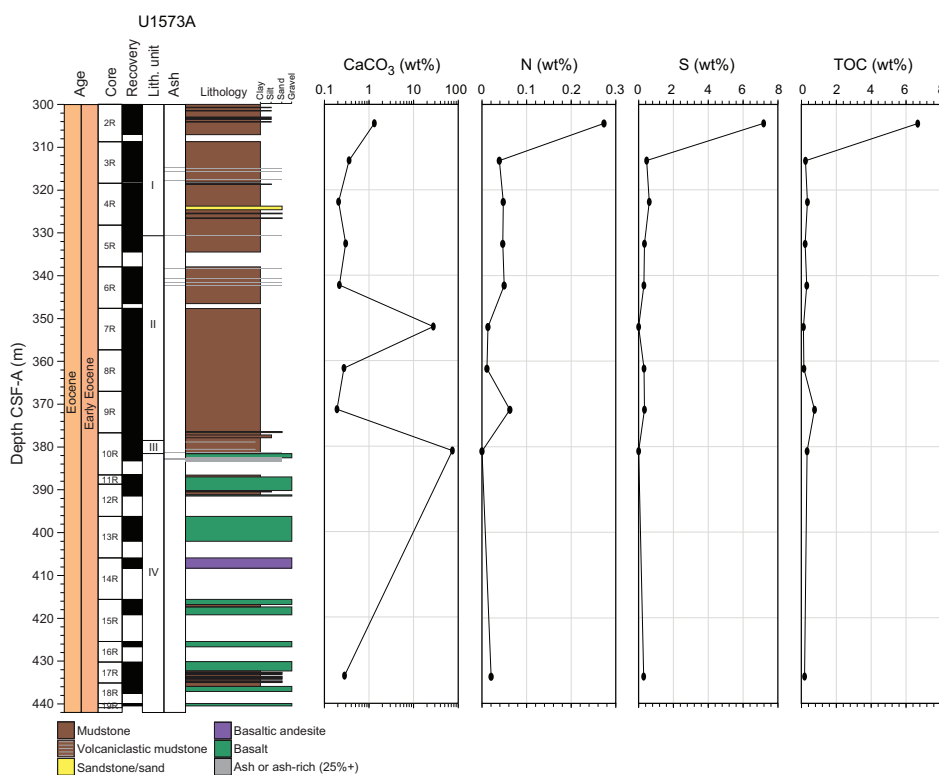 U1573A
Age
Core
Recovery
Lith. unit
Ash
Lithology
Clay
Silt
Sand
Gravel
CaCO3 (wt%)
N (wt%)
S (wt%)
TOC (wt%)
0.1 1 10 100
0 0.1 0.2 0.3
0 2 4 6 8
0 2 4 6 8
Depth CSF-A (m)
300
310
320
330
340
350
360
370
380
390
400
410
420
430
440
Eocene
Early Eocene
2R
3R
4R
5R
6R
7R
8R
9R
10R
11R
12R
13R
14R
15R
16R
17R
18R
19R
I
II
III
IV
Mudstone
Volcaniclastic mudstone
Sandstone/sand
Basaltic andesite
Basalt
Ash or ash-rich (25%+)